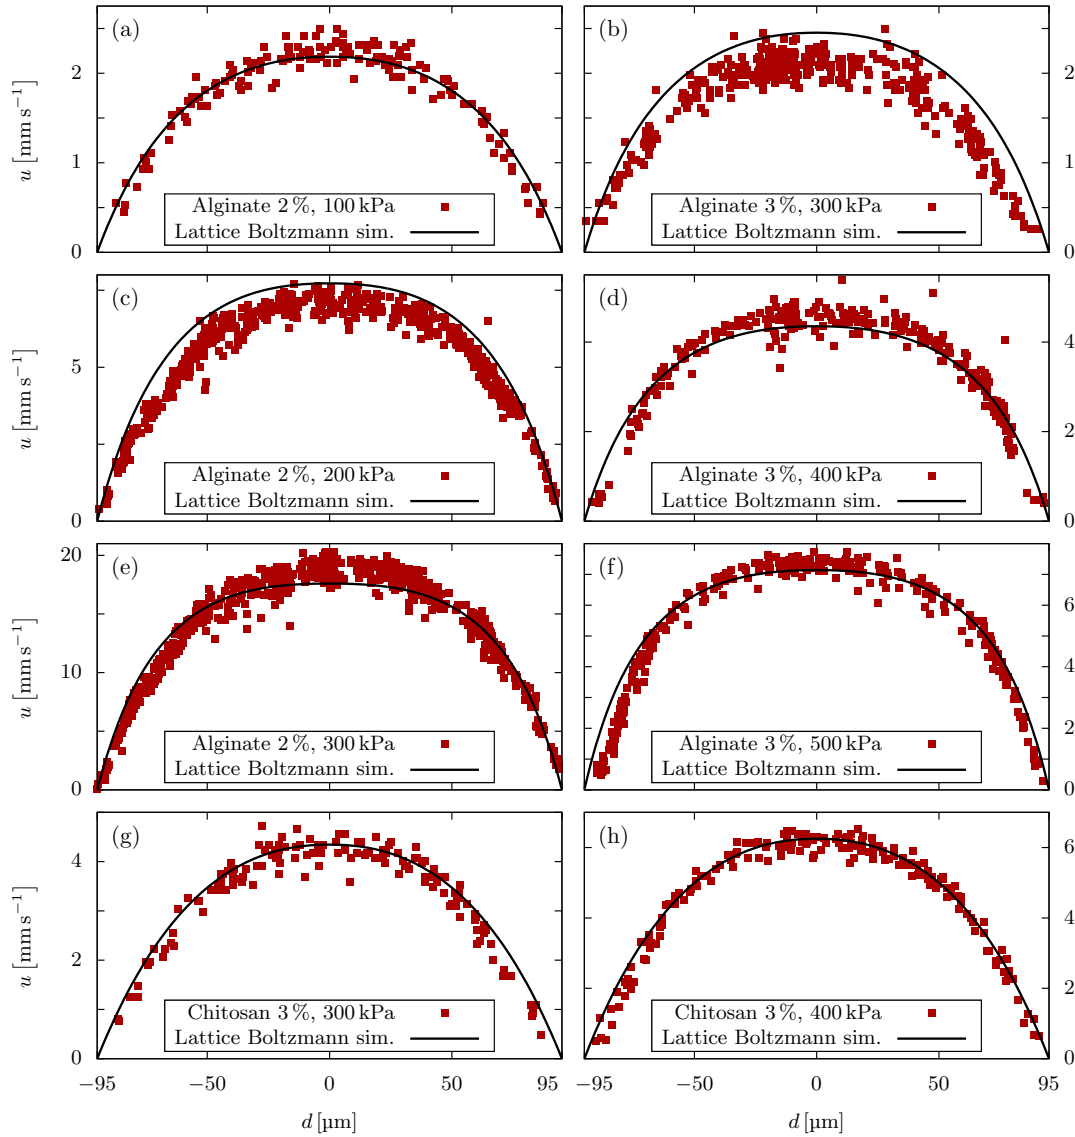 (a)
u [mm s⁻¹]
2
1
0
Alginate 2 %, 100 kPa
Lattice Boltzmann sim.
(b)
2
1
0
Alginate 3 %, 300 kPa
Lattice Boltzmann sim.
(c)
u [mm s⁻¹]
5
0
Alginate 2 %, 200 kPa
Lattice Boltzmann sim.
(d)
4
2
0
Alginate 3 %, 400 kPa
Lattice Boltzmann sim.
(e)
u [mm s⁻¹]
20
10
0
Alginate 2 %, 300 kPa
Lattice Boltzmann sim.
(f)
6
4
2
0
Alginate 3 %, 500 kPa
Lattice Boltzmann sim.
(g)
u [mm s⁻¹]
4
2
0
Chitosan 3 %, 300 kPa
Lattice Boltzmann sim.
(h)
6
4
2
0
Chitosan 3 %, 400 kPa
Lattice Boltzmann sim.
−95 −50 0 50 95
−50 0 50 95
d [µm]
d [µm]